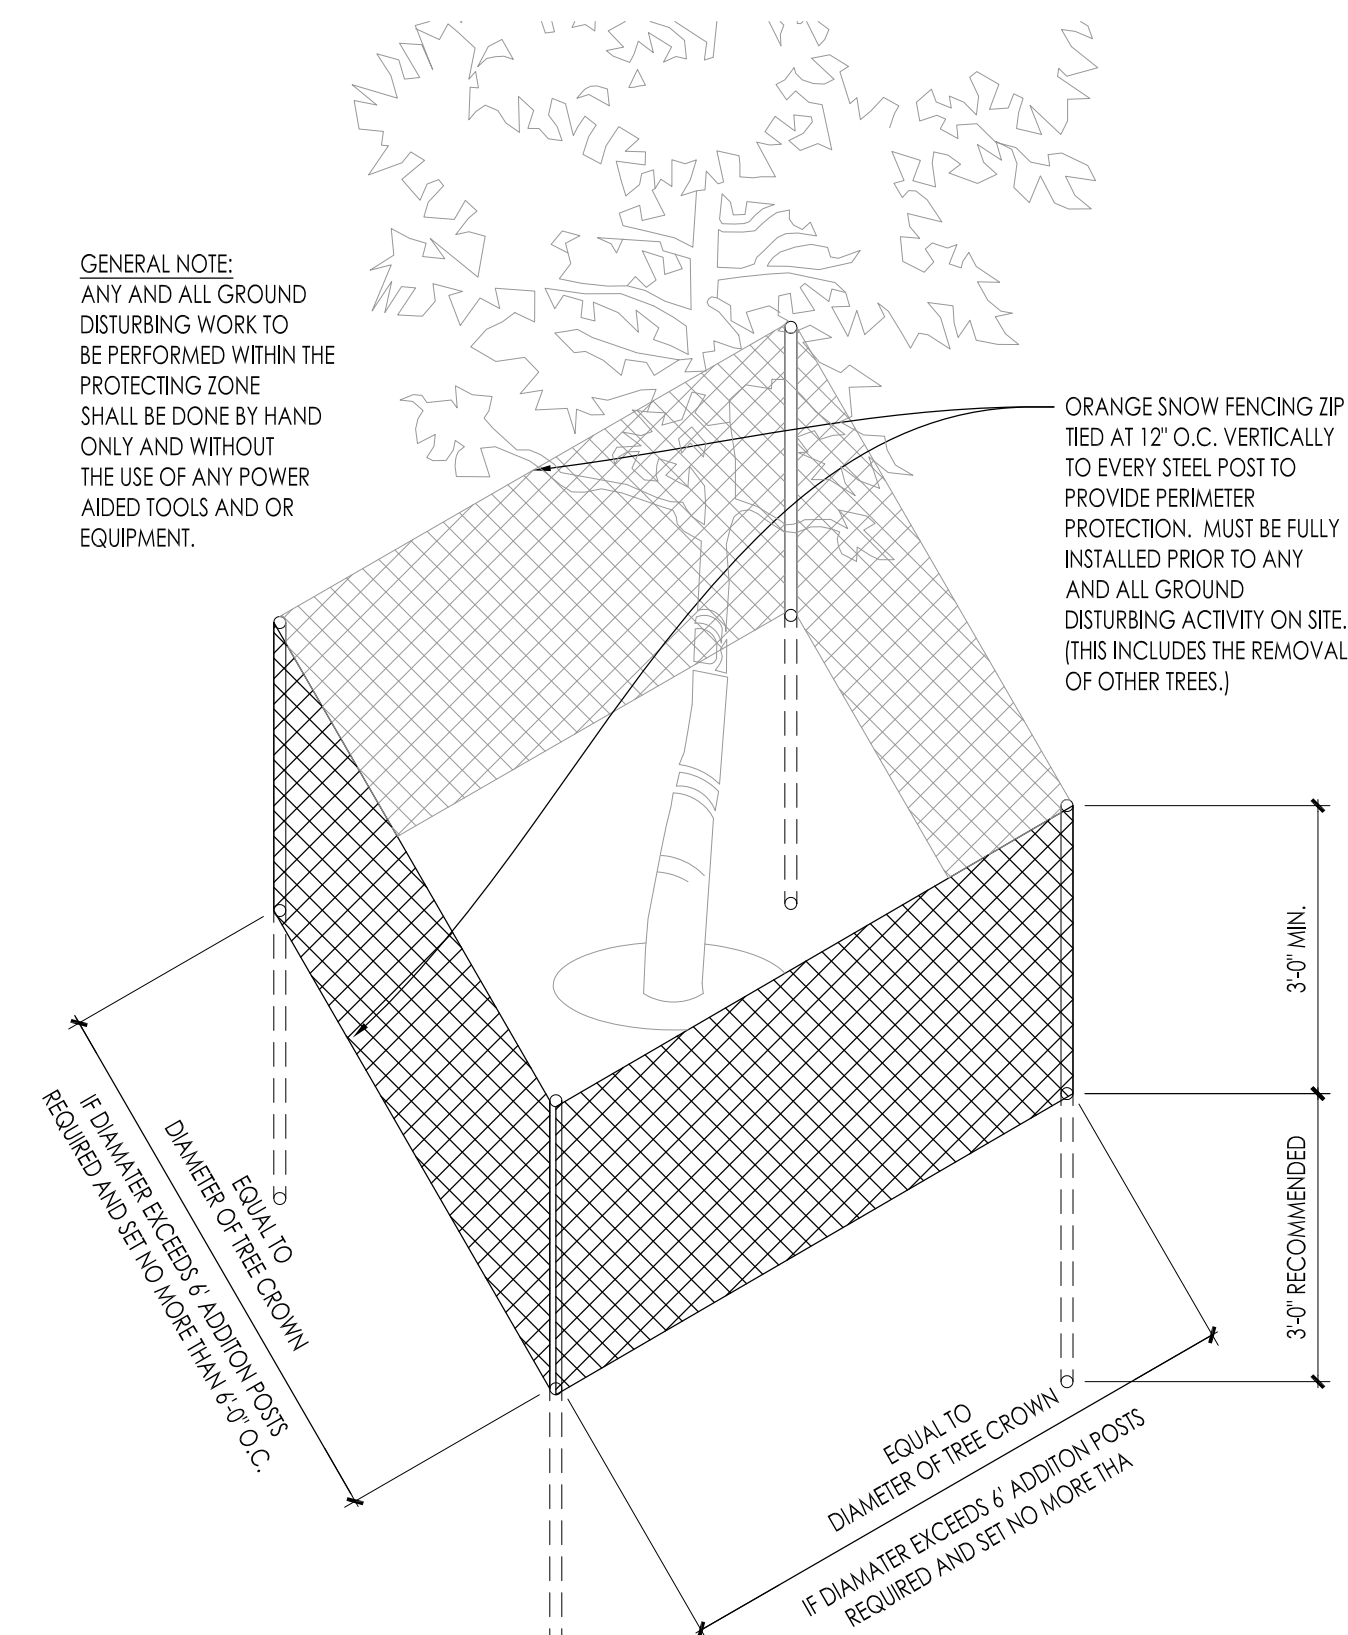 GENERAL NOTE:
ANY AND ALL GROUND
DISTURBING WORK TO
BE PERFORMED WITHIN THE
PROTECTING ZONE
SHALL BE DONE BY HAND
ONLY AND WITHOUT
THE USE OF ANY POWER
AIDED TOOLS AND OR
EQUIPMENT.
ORANGE SNOW FENCING ZIP
TIED AT 12" O.C. VERTICALLY
TO EVERY STEEL POST TO
PROVIDE PERIMETER
PROTECTION. MUST BE FULLY
INSTALLED PRIOR TO ANY
AND ALL GROUND
DISTURBING ACTIVITY ON SITE.
(THIS INCLUDES THE REMOVAL
OF OTHER TREES.)
3'-0" MIN.
3'-0" RECOMMENDED
EQUAL TO
DIAMETER OF TREE CROWN
IF DIAMATER EXCEEDS 6' ADDITON POSTS
REQUIRED AND SET NO MORE THAN 6'-0" O.C.
EQUAL TO
DIAMETER OF TREE CROWN
IF DIAMATER EXCEEDS 6' ADDITON POSTS
REQUIRED AND SET NO MORE THA